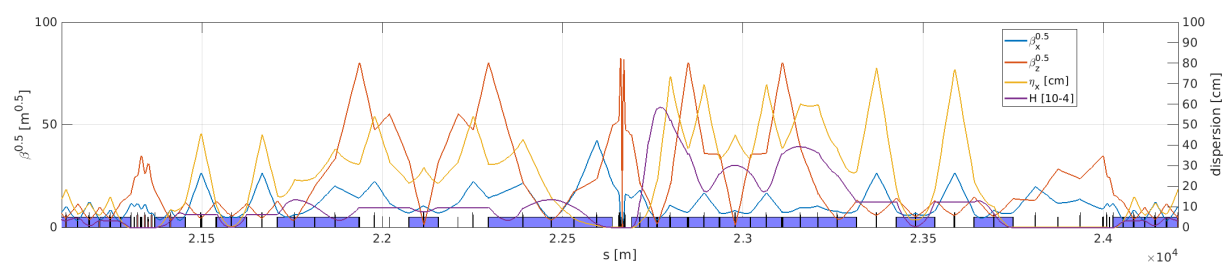 100
50
0
β^0.5 [m^0.5]
β_x^0.5
β_z^0.5
η_x [cm]
H [10-4]
100
90
80
70
60
50
40
30
20
10
0
dispersion [cm]
2.15 2.2 2.25 2.3 2.35 2.4
×10^4
s [m]